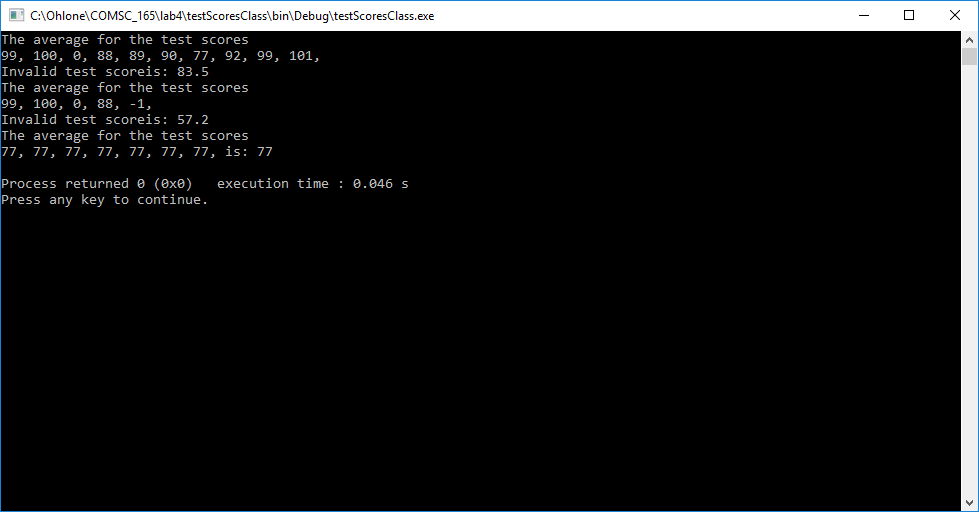 C:\Ohlone\COMSC_165\lab4\testScoresClass\bin\Debug\testScoresClass.exe
The average for the test scores
99, 100, 0, 88, 89, 90, 77, 92, 99, 101,
Invalid test scoreis: 83.5
The average for the test scores
99, 100, 0, 88, -1,
Invalid test scoreis: 57.2
The average for the test scores
77, 77, 77, 77, 77, 77, 77, is: 77
Process returned 0 (0x0)   execution time : 0.046 s
Press any key to continue.